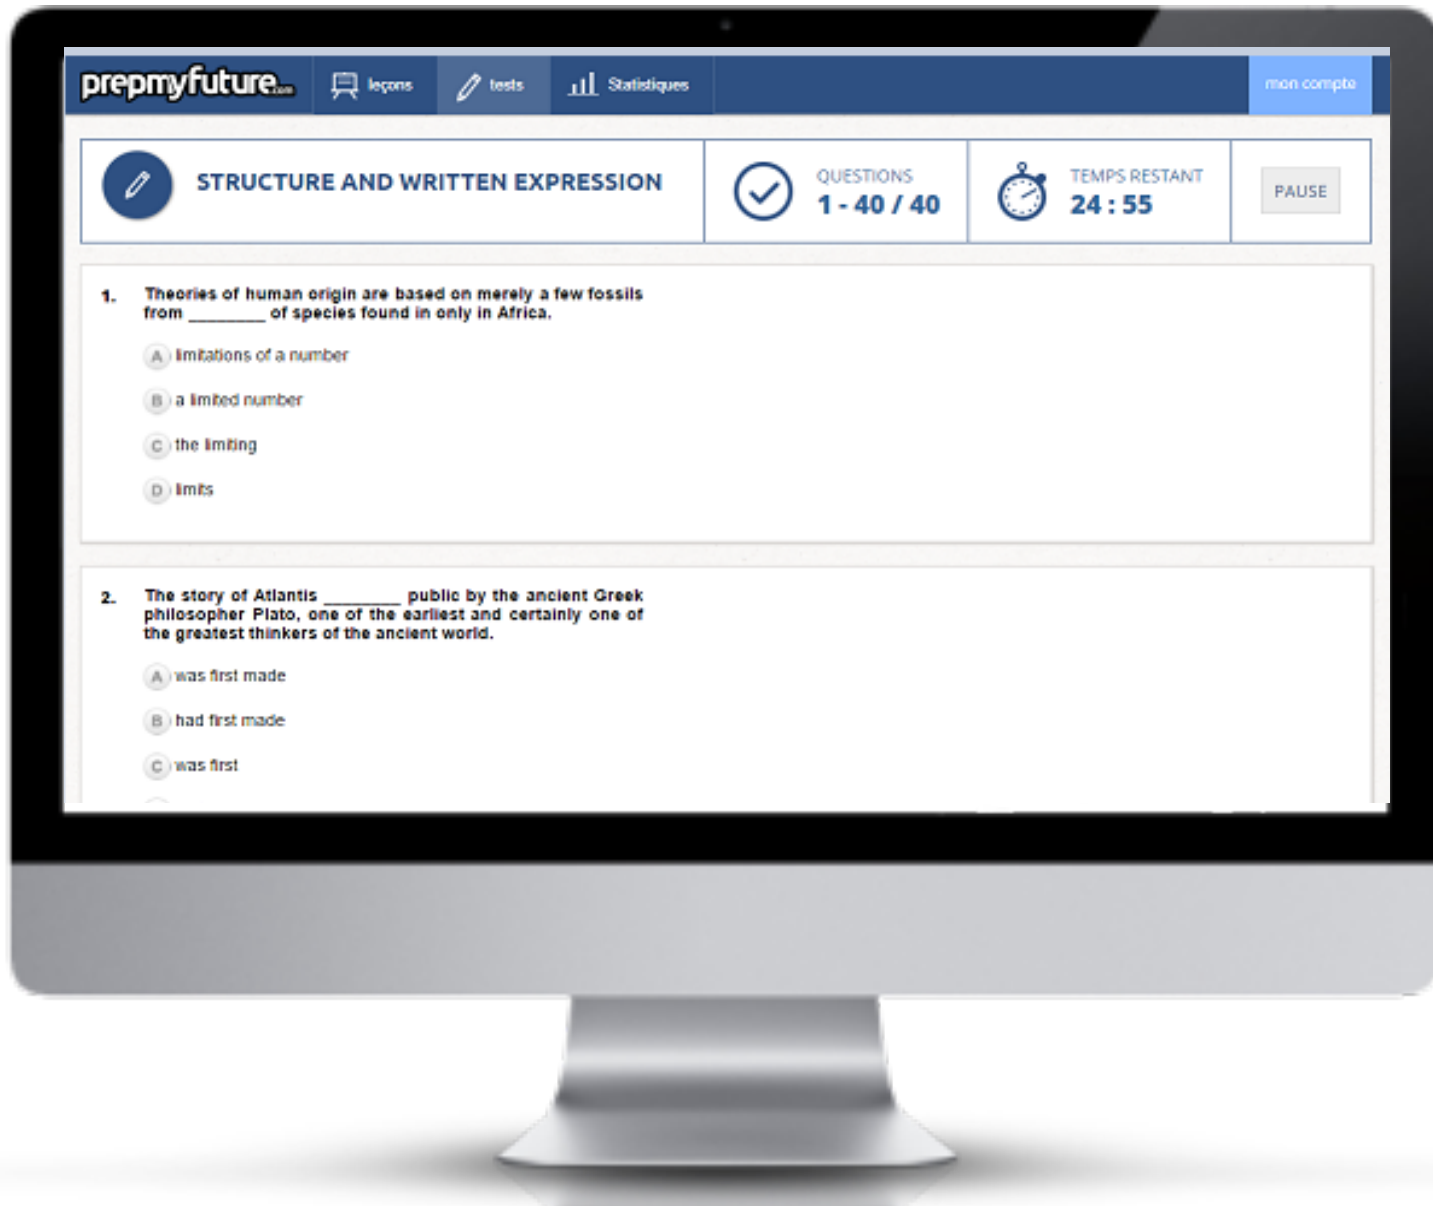 prepmyfuture.com
leçons
tests
Statistiques
mon compte
STRUCTURE AND WRITTEN EXPRESSION
QUESTIONS
1 - 40 / 40
TEMPS RESTANT
24 : 55
PAUSE
1. Theories of human origin are based on merely a few fossils
from ________ of species found in only in Africa.
A limitations of a number
B a limited number
C the limiting
D limits
2. The story of Atlantis ________ public by the ancient Greek
philosopher Plato, one of the earliest and certainly one of
the greatest thinkers of the ancient world.
A was first made
B had first made
C was first